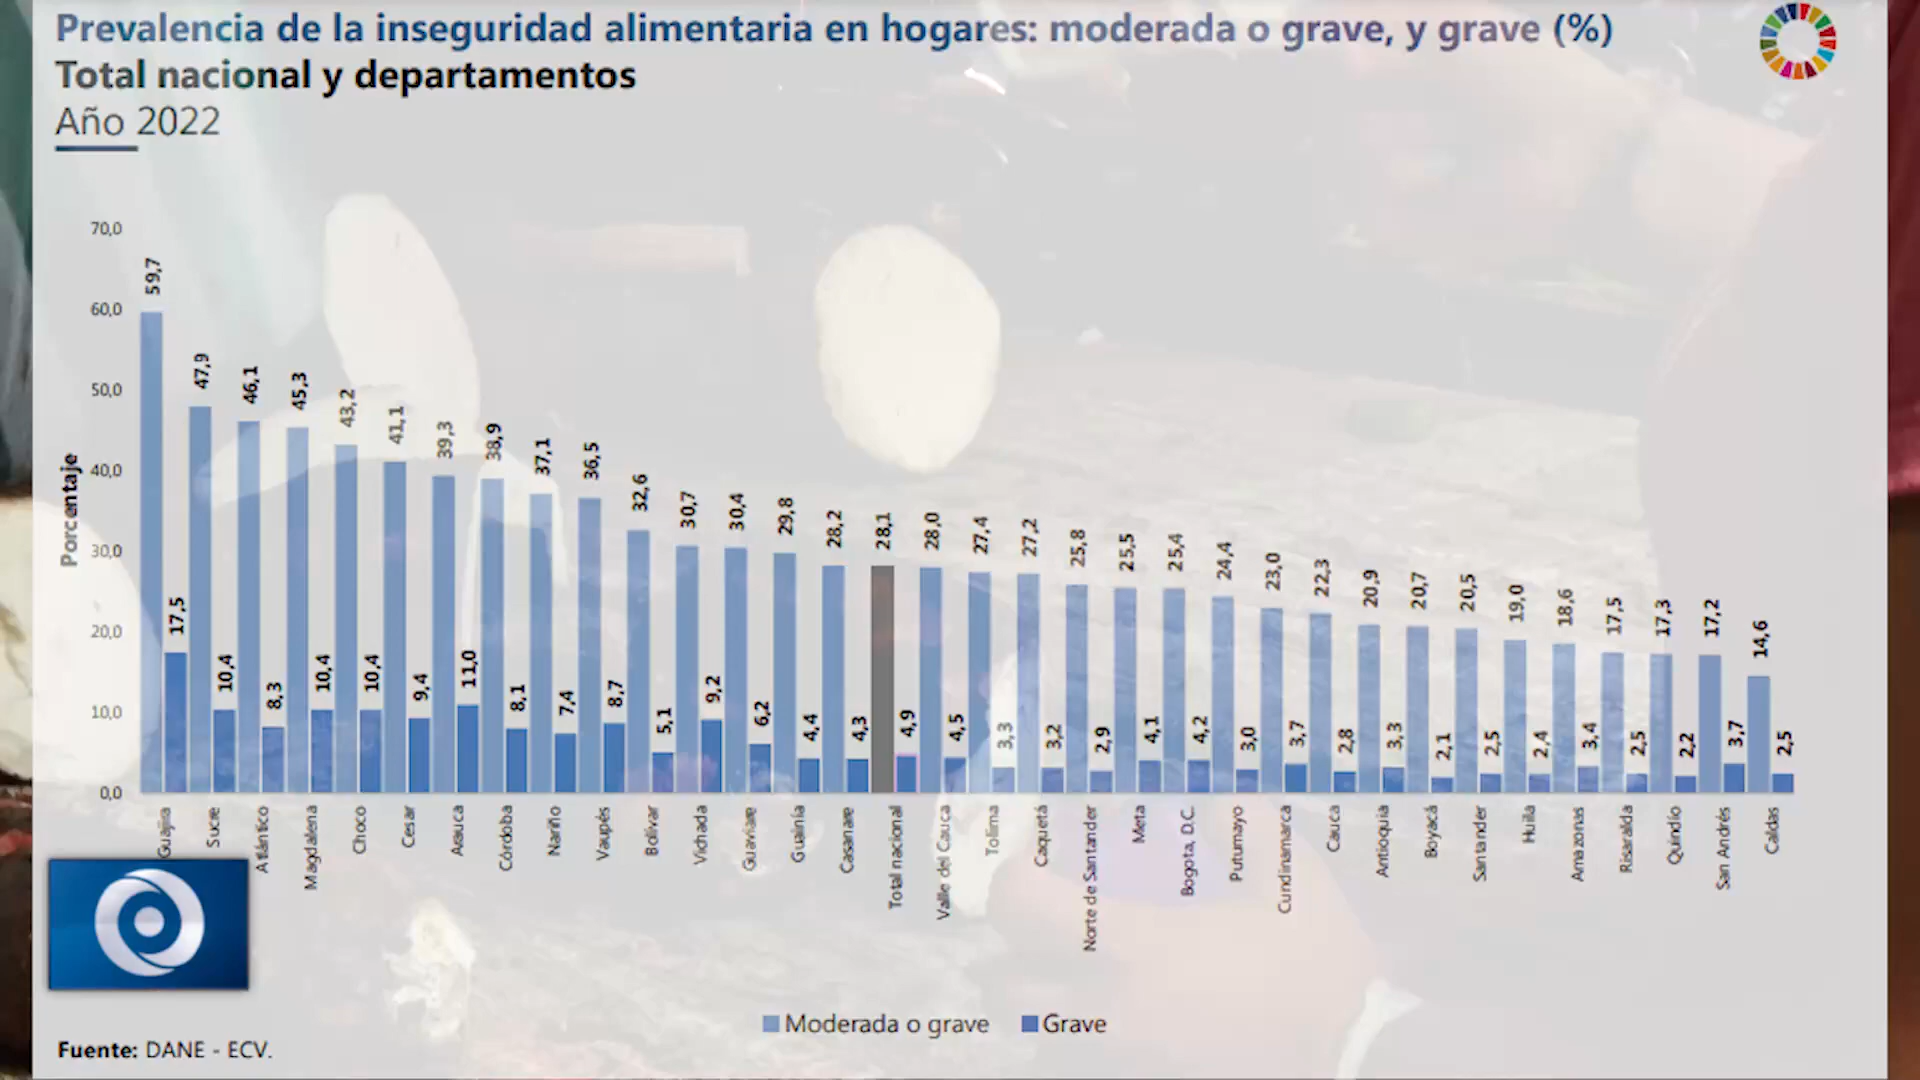 Prevalencia de la inseguridad alimentaria en hogares: moderada o grave, y grave (%)
Total nacional y departamentos
Año 2022
Porcentaje
70,0
60,0
50,0
40,0
30,0
20,0
10,0
0,0
59,7 17,5
47,9 10,4
46,1 8,3
45,3 10,4
43,2 10,4
41,1 9,4
39,3 11,0
38,9 8,1
37,1 7,4
36,5 8,7
32,6 5,1
30,7 9,2
30,4 6,2
29,8 4,4
28,2 4,3
28,1 4,9
28,0 4,5
27,4 3,3
27,2 3,2
25,8 2,9
25,5 4,1
25,4 4,2
24,4 3,0
23,0 3,7
22,3 2,8
20,9 3,3
20,7 2,1
20,5 2,5
19,0 2,4
18,6 3,4
17,5 2,5
17,3 2,2
17,2 3,7
14,6 2,5
Guajira
Sucre
Atlántico
Magdalena
Choco
Cesar
Arauca
Córdoba
Nariño
Vaupés
Bolívar
Vichada
Guaviare
Guainía
Casanare
Total nacional
Valle del Cauca
Tolima
Caquetá
Norte de Santander
Meta
Bogota, D.C.
Putumayo
Cundinamarca
Cauca
Antioquia
Boyacá
Santander
Huila
Amazonas
Risaralda
Quindío
San Andrés
Caldas
Moderada o grave
Grave
Fuente: DANE - ECV.